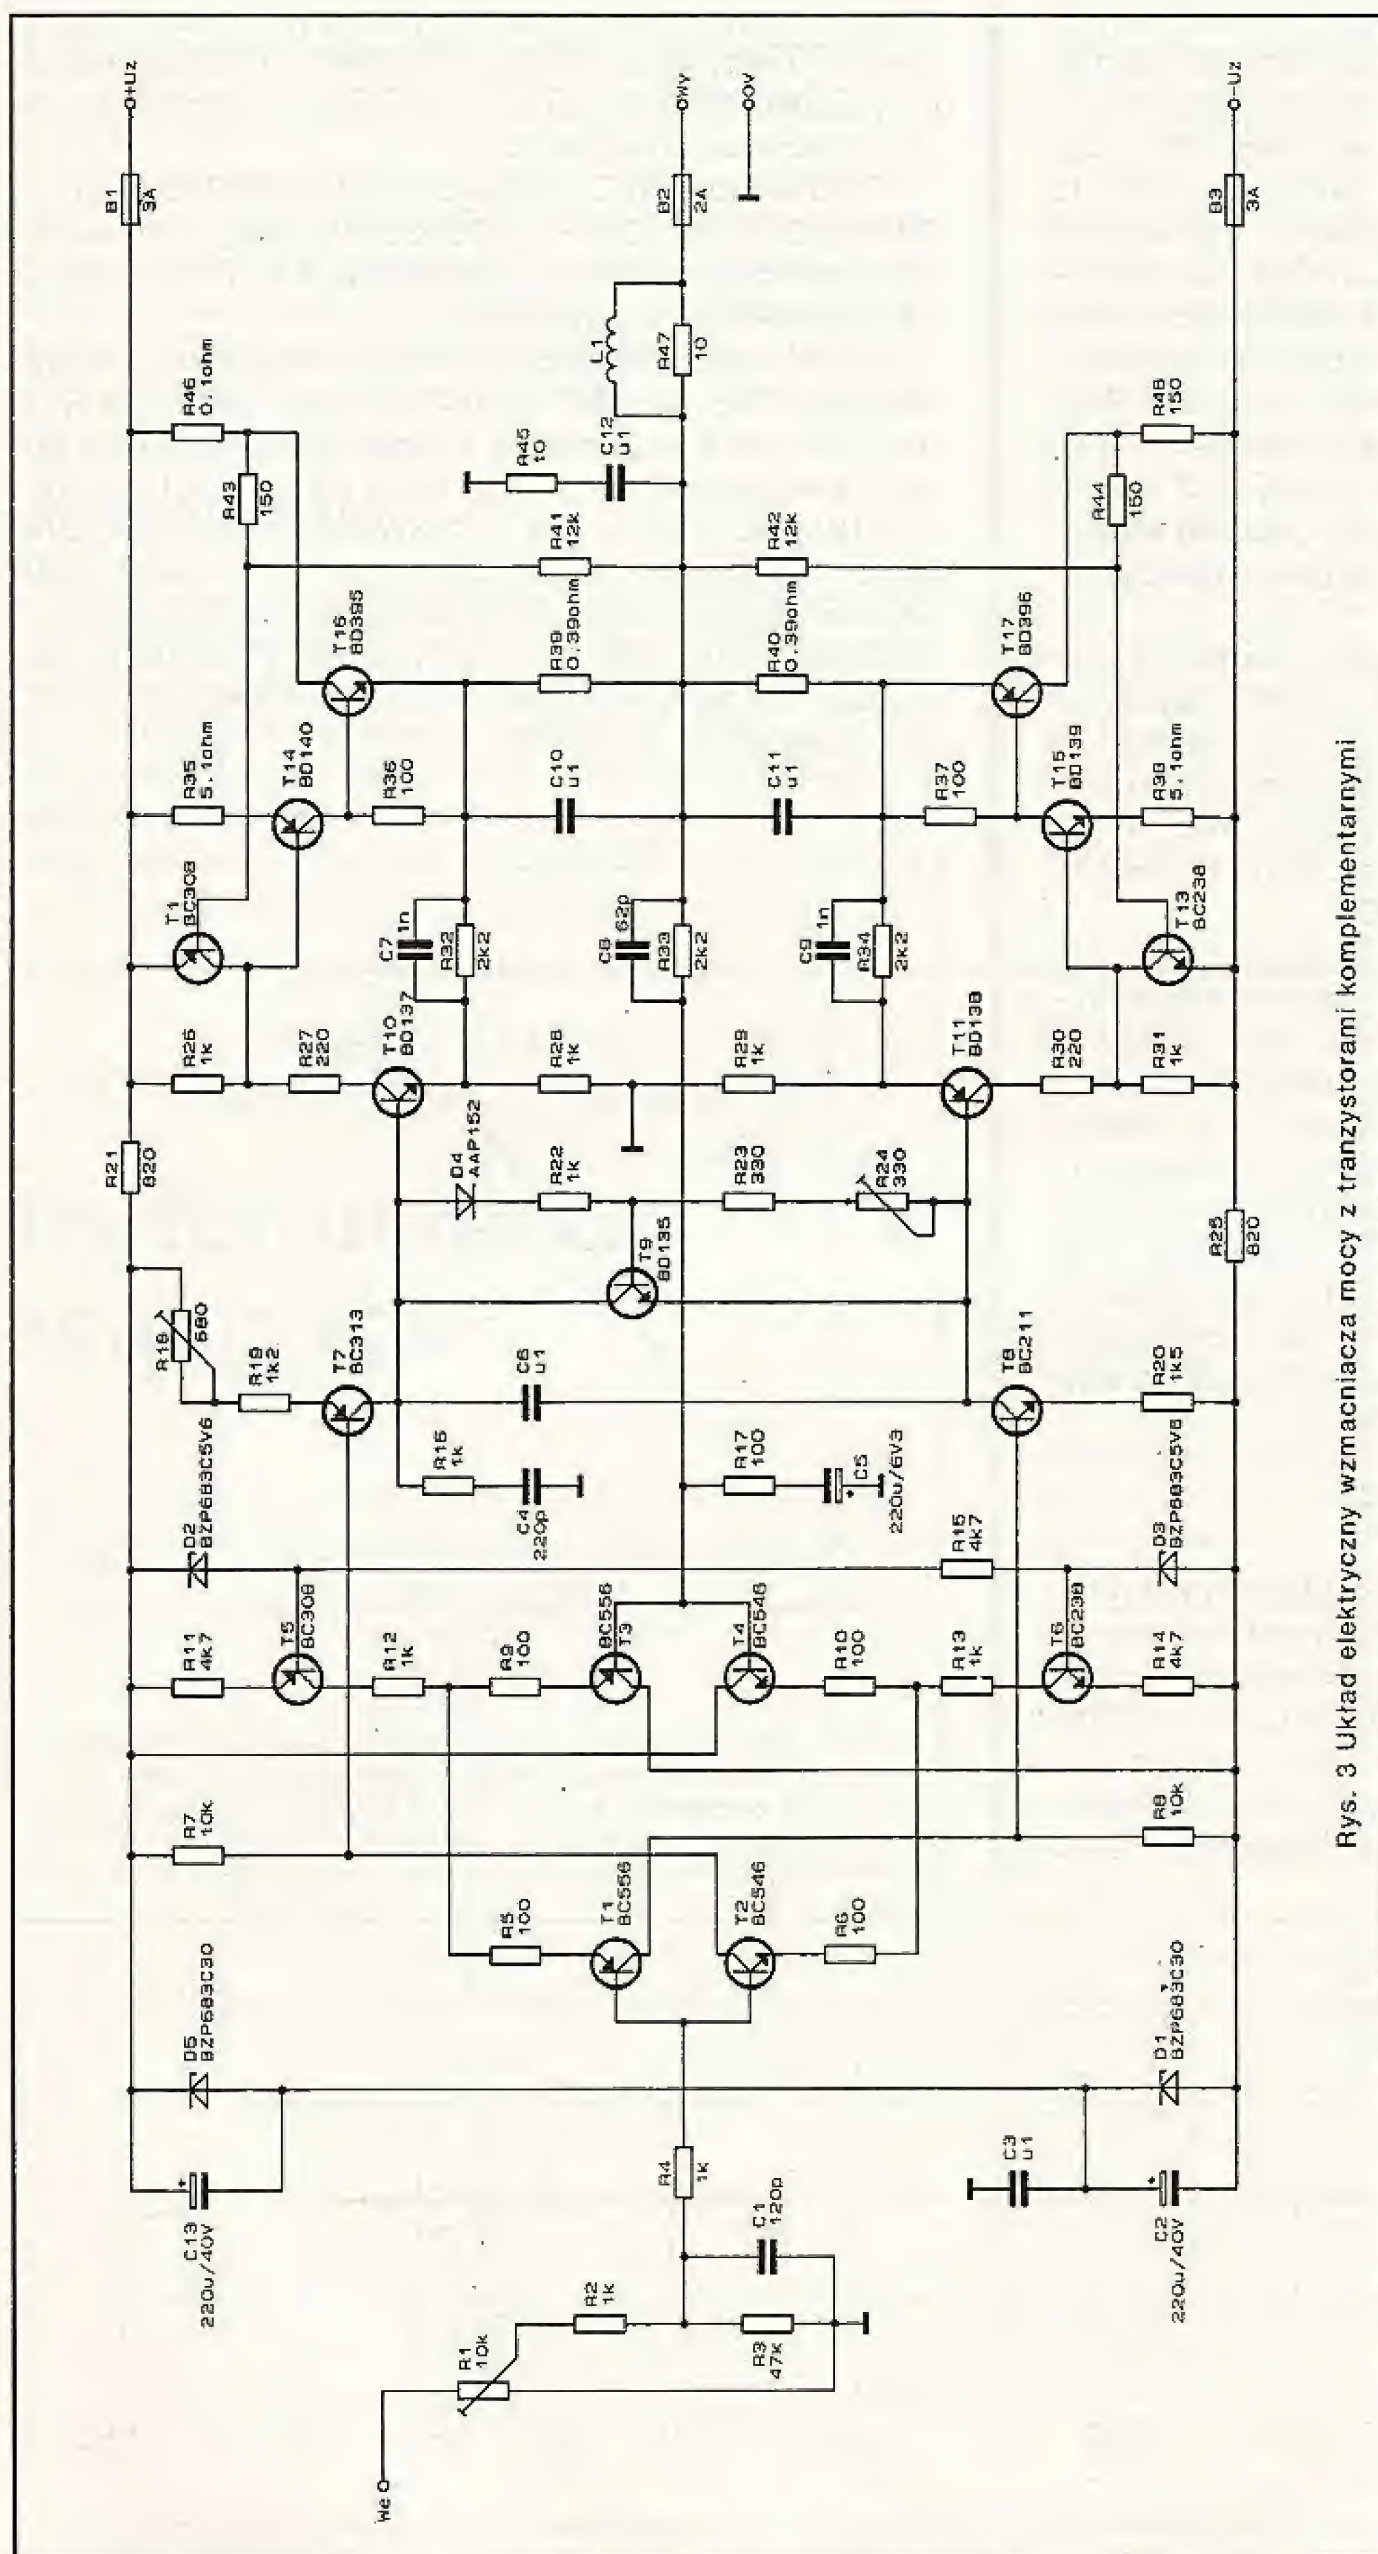 We
R1
10k
R2
1k
R3
47k
C1
120p
R4
1k
C13
220u/40V
D5
BZP683C30
C3
u1
C2
220u/40V
D1
BZP683C30
R5
100
T1
BC556
T2
BC546
R6
100
R7
10k
R8
10k
R11
4k7
T5
BC308
R12
1k
R9
100
BC556
T3
T4
BC546
R10
100
R13
1k
T6
BC238
R14
4k7
D2
BZP683C5V6
R15
4k7
D3
BZP683C5V6
R16
1k
C4
220p
R17
100
C5
220u/6V3
R18
680
R19
1k2
T7
BC313
C6
u1
T8
BC211
R20
1k5
T9
BD135
R21
820
D4
AAP152
R22
1k
R23
330
R24
330
R25
820
R26
1k
R27
220
T10
BD137
R28
1k
R29
1k
T11
BD138
R30
220
R31
1k
T1
BC308
C7
1n
R32
2k2
C8
62p
R33
2k2
C9
1n
R34
2k2
T13
BC238
R35
5.1ohm
T14
BD140
R36
100
C10
u1
C11
u1
R37
100
T15
BD139
R38
5.1ohm
T16
BD395
R39
0.39ohm
R40
0.39ohm
T17
BD396
R41
12k
R42
12k
R43
150
R44
150
R45
10
C12
u1
R46
0.1ohm
R48
150
L1
R47
10
B1
3A
B2
2A
B3
3A
+Uz
Wy
0V
-Uz
Rys. 3 Układ elektryczny wzmacniacza mocy z tranzystorami komplementarnymi